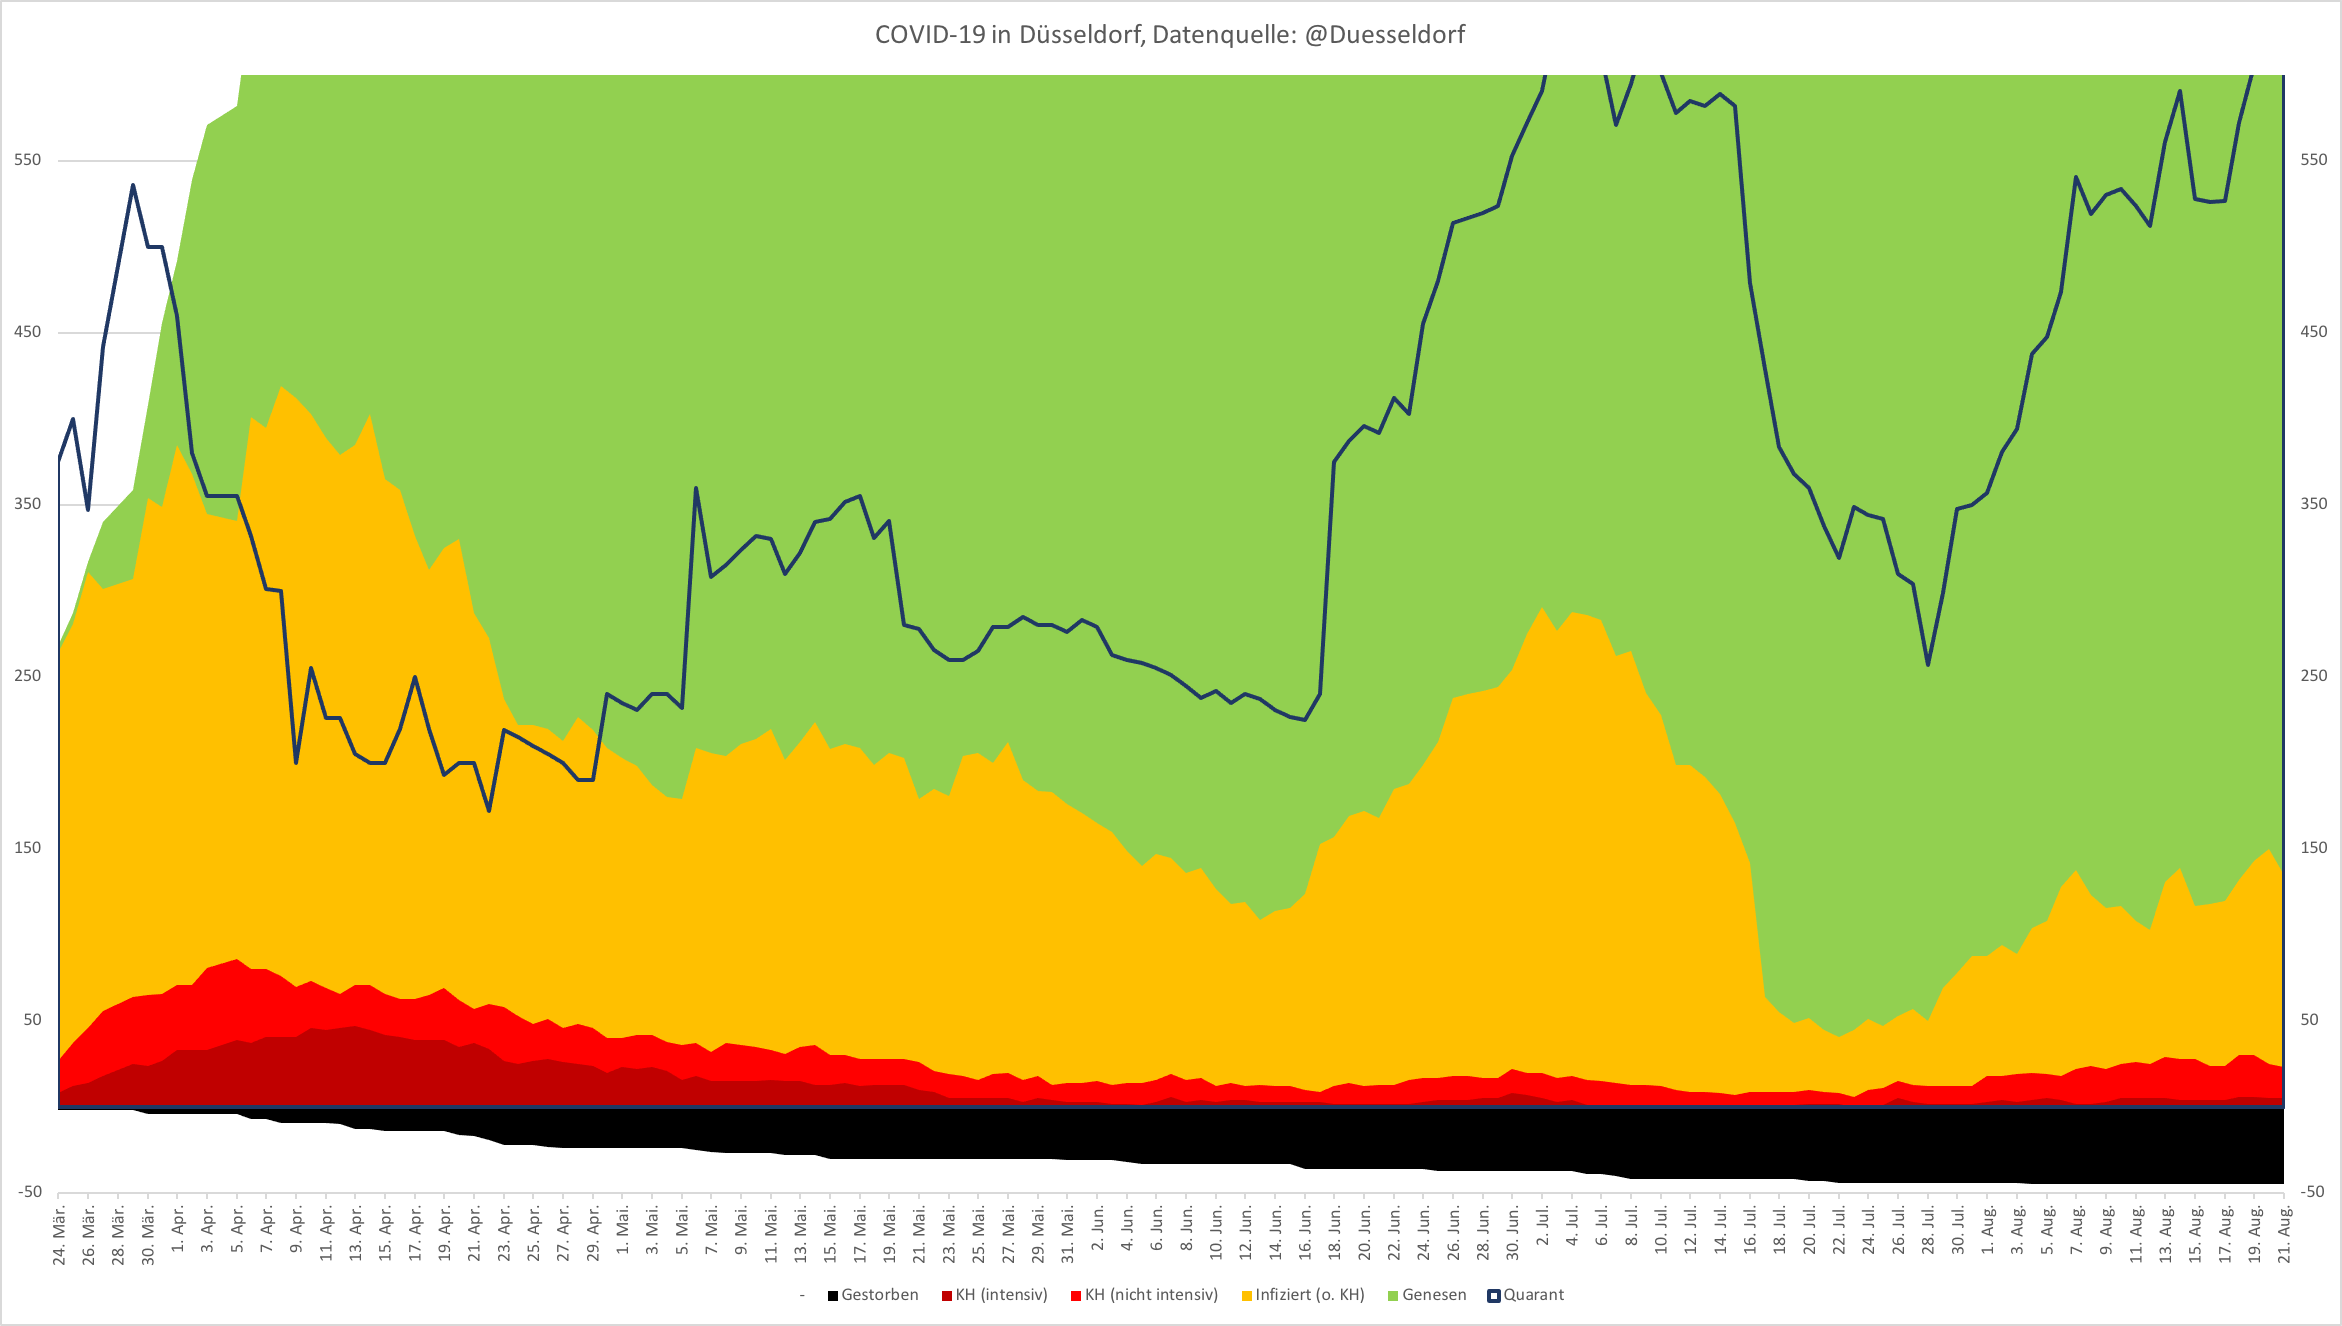 COVID-19 in Düsseldorf, Datenquelle: @Duesseldorf
550 550
450 450
350 350
250 250
150 150
50 50
-50 -50
24. Mär. 26. Mär. 28. Mär. 30. Mär. 1. Apr. 3. Apr. 5. Apr. 7. Apr. 9. Apr. 11. Apr. 13. Apr. 15. Apr. 17. Apr. 19. Apr. 21. Apr. 23. Apr. 25. Apr. 27. Apr. 29. Apr. 1. Mai. 3. Mai. 5. Mai. 7. Mai. 9. Mai. 11. Mai. 13. Mai. 15. Mai. 17. Mai. 19. Mai. 21. Mai. 23. Mai. 25. Mai. 27. Mai. 29. Mai. 31. Mai. 2. Jun. 4. Jun. 6. Jun. 8. Jun. 10. Jun. 12. Jun. 14. Jun. 16. Jun. 18. Jun. 20. Jun. 22. Jun. 24. Jun. 26. Jun. 28. Jun. 30. Jun. 2. Jul. 4. Jul. 6. Jul. 8. Jul. 10. Jul. 12. Jul. 14. Jul. 16. Jul. 18. Jul. 20. Jul. 22. Jul. 24. Jul. 26. Jul. 28. Jul. 30. Jul. 1. Aug. 3. Aug. 5. Aug. 7. Aug. 9. Aug. 11. Aug. 13. Aug. 15. Aug. 17. Aug. 19. Aug. 21. Aug.
- Gestorben KH (intensiv) KH (nicht intensiv) Infiziert (o. KH) Genesen Quarant